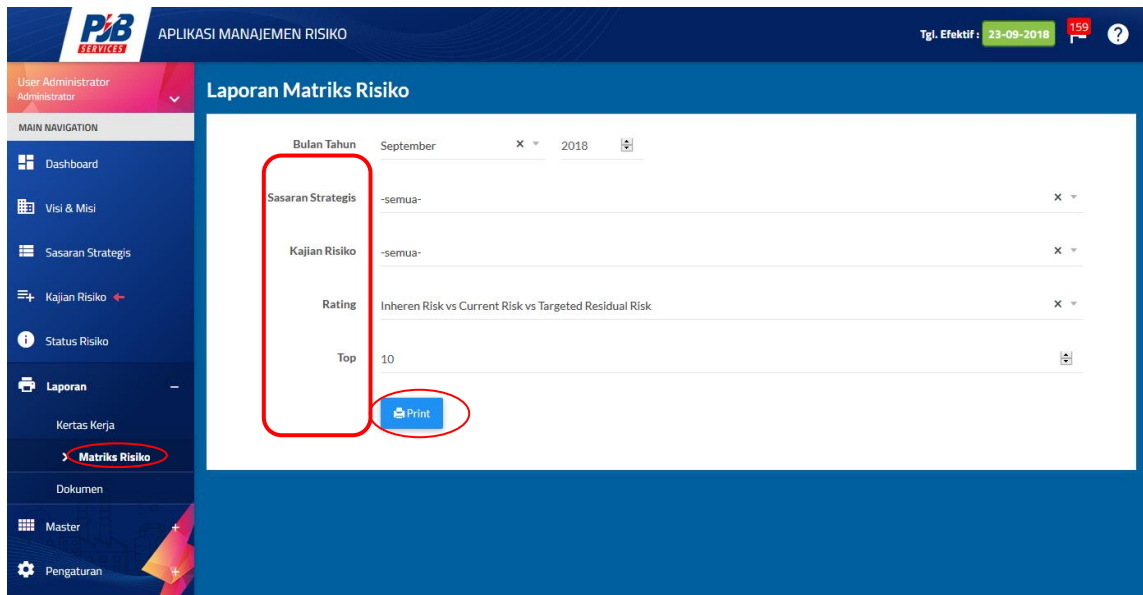 PJB
SERVICES
APLIKASI MANAJEMEN RISIKO
Tgl. Efektif : 23-09-2018
159
?
User Administrator
Administrator
MAIN NAVIGATION
Dashboard
Visi & Misi
Sasaran Strategis
Kajian Risiko
Status Risiko
Laporan
Kertas Kerja
Matriks Risiko
Dokumen
Master
Pengaturan
Laporan Matriks Risiko
Bulan Tahun September x 2018
Sasaran Strategis -semua- x
Kajian Risiko -semua- x
Rating Inheren Risk vs Current Risk vs Targeted Residual Risk x
Top 10
Print